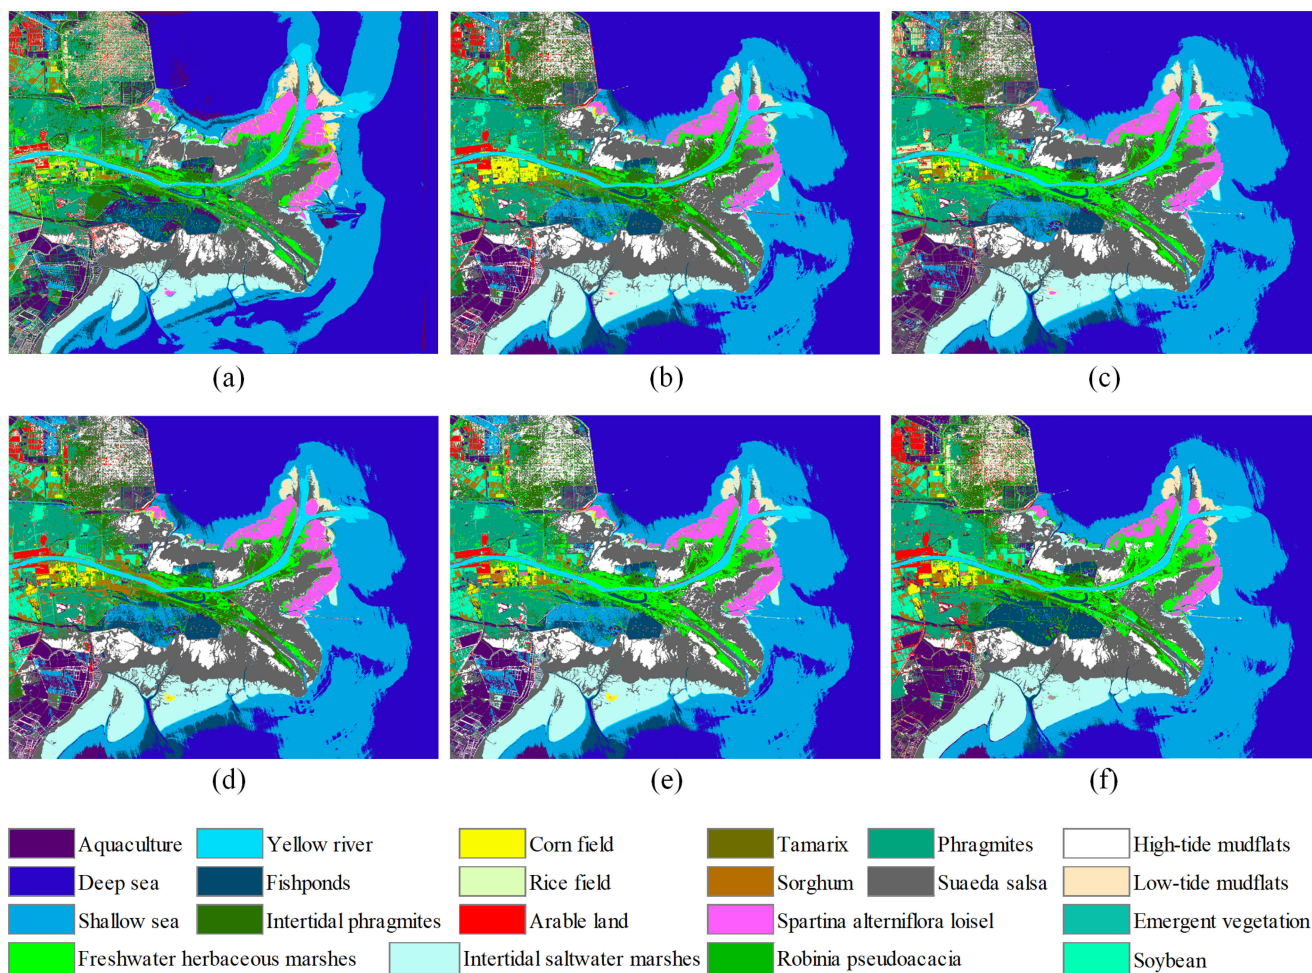 (a) (b) (c)
(d) (e) (f)
Aquaculture Yellow river Corn field Tamarix Phragmites High-tide mudflats
Deep sea Fishponds Rice field Sorghum Suaeda salsa Low-tide mudflats
Shallow sea Intertidal phragmites Arable land Spartina alterniflora loisel Emergent vegetation
Freshwater herbaceous marshes Intertidal saltwater marshes Robinia pseudoacacia Soybean